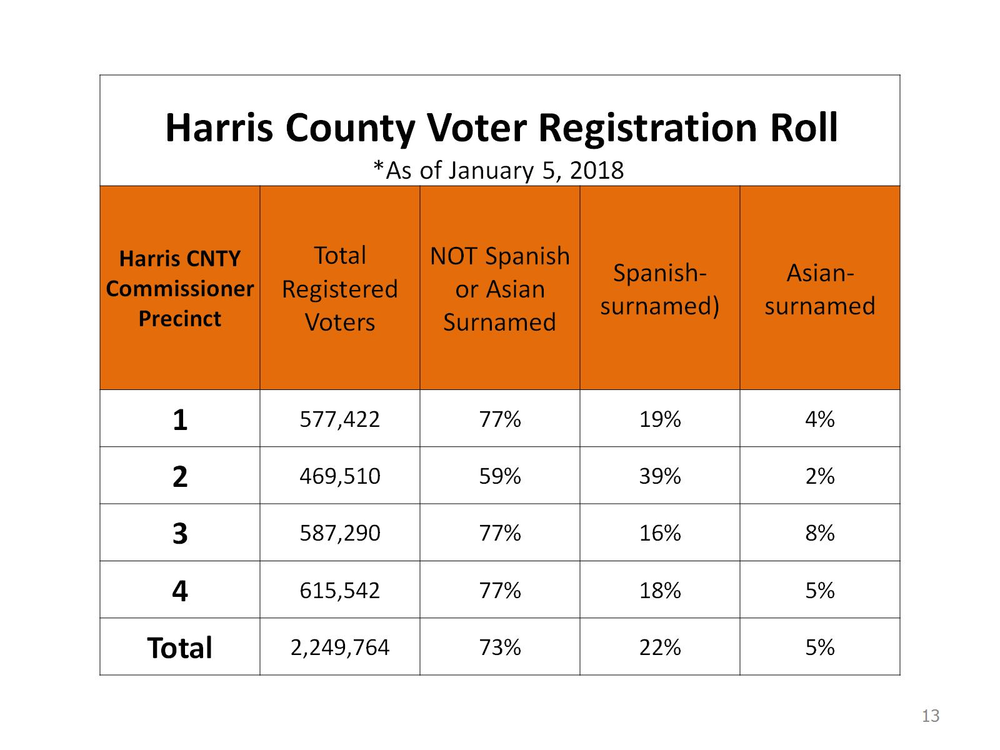 Harris County Voter Registration Roll
*As of January 5, 2018
Harris CNTY
Commissioner
Precinct
Total
Registered
Voters
NOT Spanish
or Asian
Surnamed
Spanish-
surnamed)
Asian-
surnamed
1 577,422 77% 19% 4%
2 469,510 59% 39% 2%
3 587,290 77% 16% 8%
4 615,542 77% 18% 5%
Total 2,249,764 73% 22% 5%
13